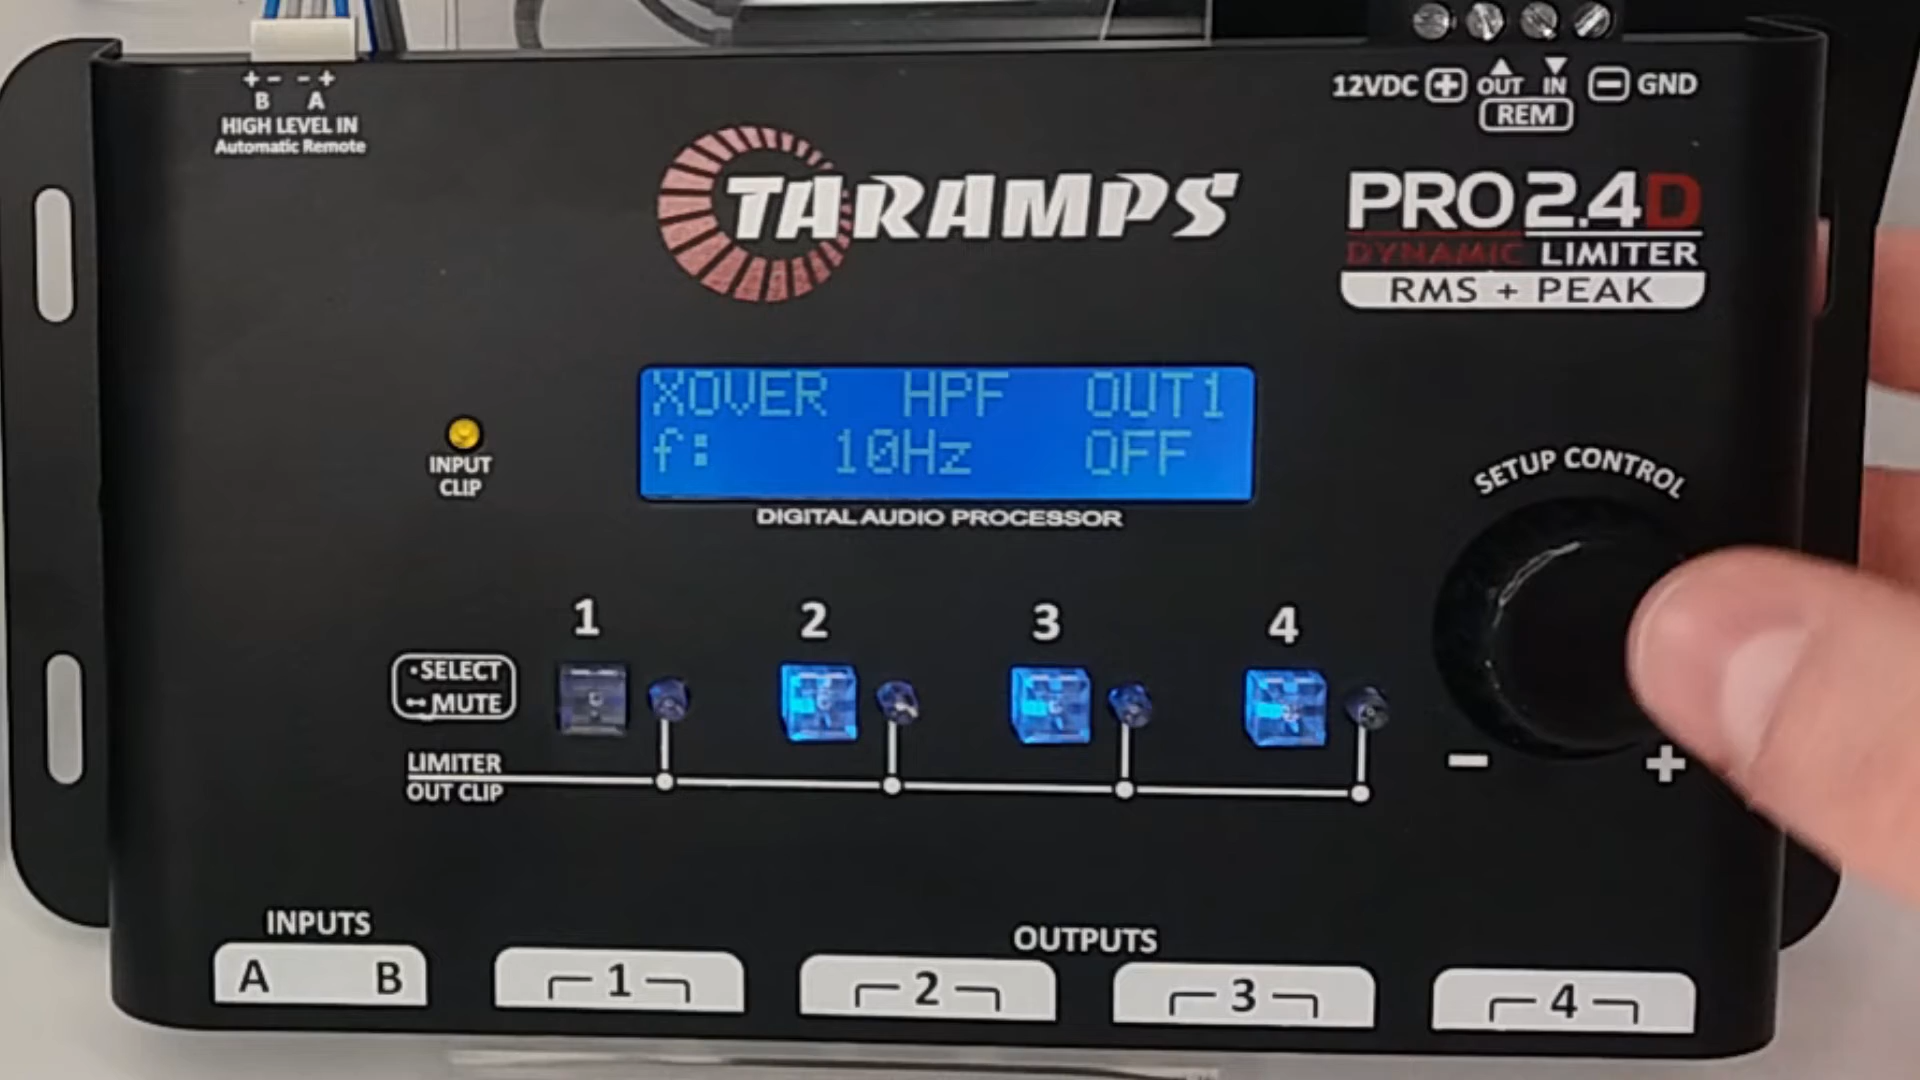 + - - +
B A
HIGH LEVEL IN
Automatic Remote
12VDC + OUT IN - GND
REM
TARAMPS
PRO 2.4D
DYNAMIC LIMITER
RMS + PEAK
XOVER HPF OUT1
f: 10Hz OFF
DIGITAL AUDIO PROCESSOR
INPUT
CLIP
SETUP CONTROL
- +
1 2 3 4
SELECT
MUTE
LIMITER
OUT CLIP
INPUTS
A B
OUTPUTS
1 2 3 4